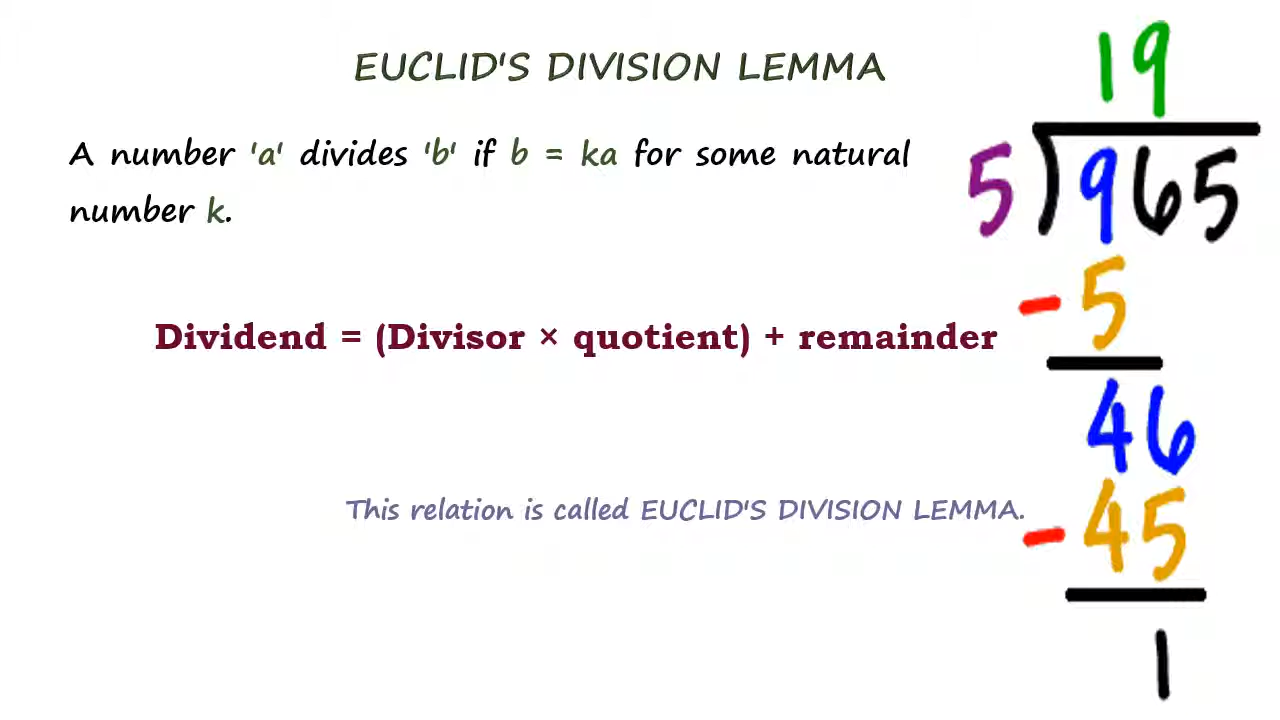 EUCLID'S DIVISION LEMMA
A number 'a' divides 'b' if b = ka for some natural
number k.
Dividend = (Divisor × quotient) + remainder
This relation is called EUCLID'S DIVISION LEMMA.
19
5)965
-5
46
-45
1